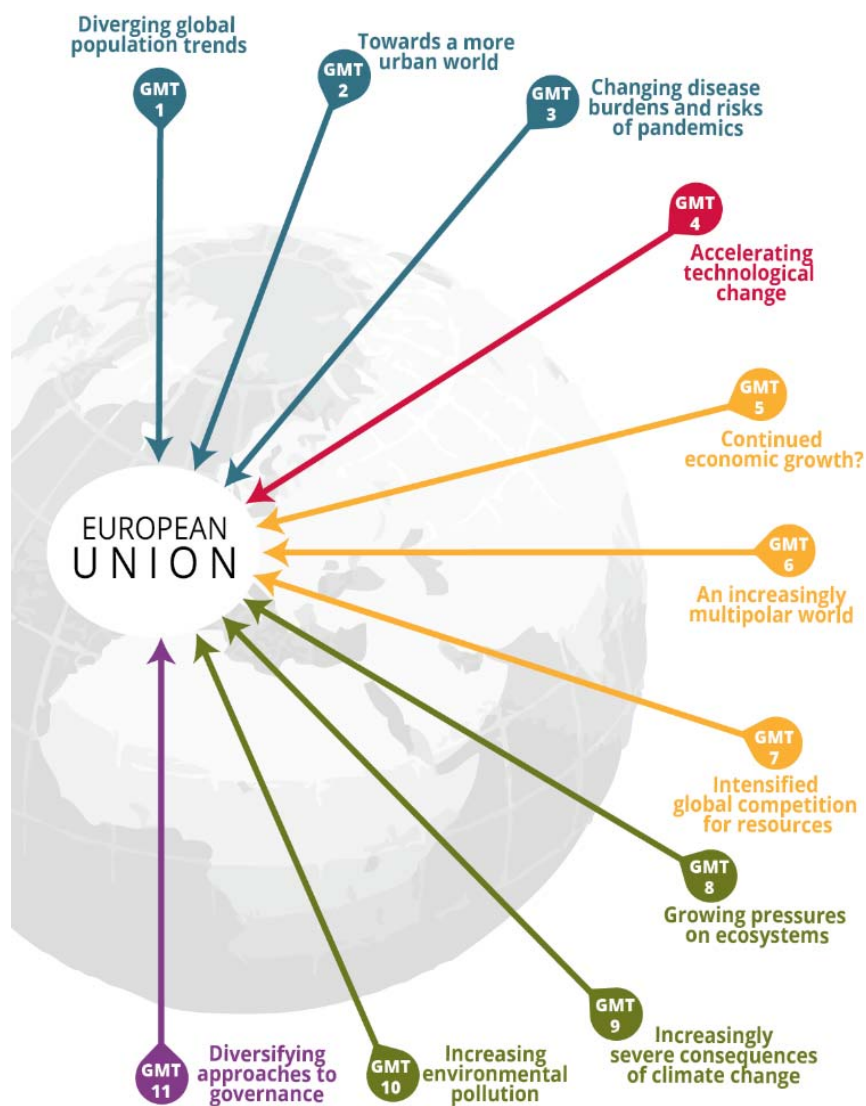 Diverging global
population trends
GMT
1
Towards a more
urban world
GMT
2
Changing disease
burdens and risks
of pandemics
GMT
3
GMT
4
Accelerating
technological
change
GMT
5
Continued
economic growth?
EUROPEAN
UNION
GMT
6
An increasingly
multipolar world
GMT
7
Intensified
global competition
for resources
GMT
8
Growing pressures
on ecosystems
GMT
9
Increasingly
severe consequences
of climate change
GMT
10
Increasing
environmental
pollution
GMT
11
Diversifying
approaches to
governance